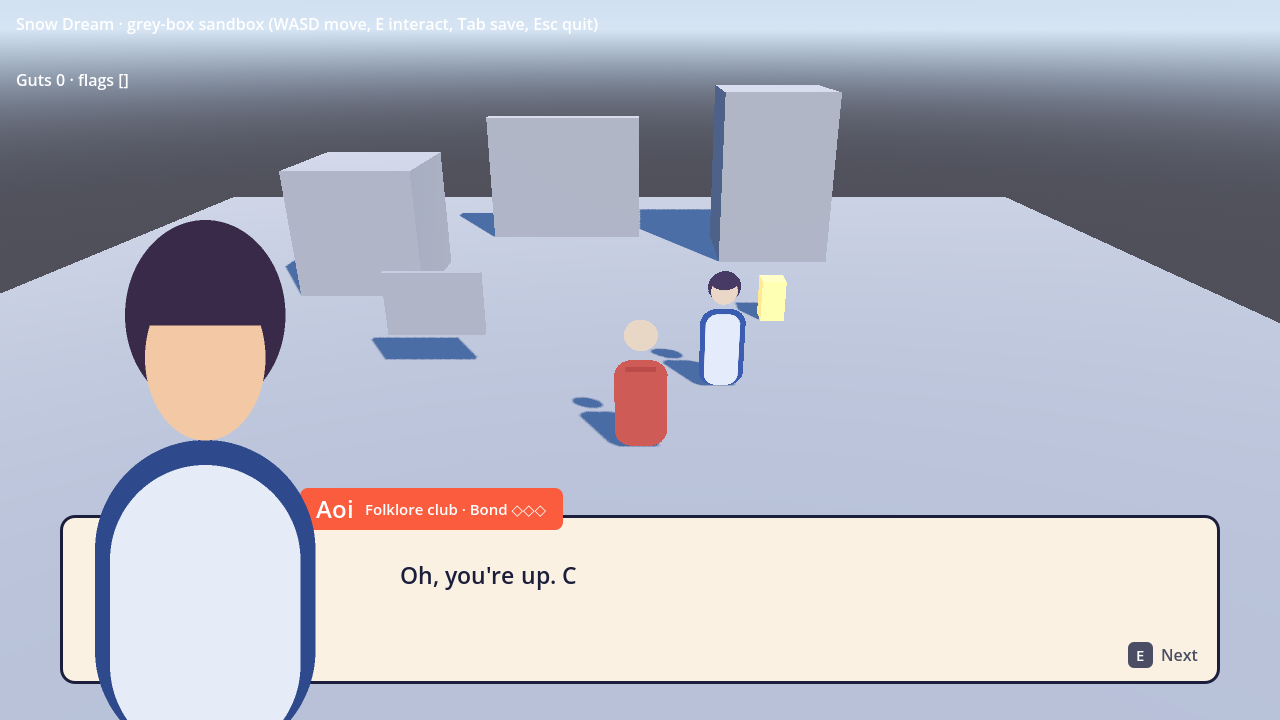 Snow Dream · grey-box sandbox (WASD move, E interact, Tab save, Esc quit)
Guts 0 · flags []
Aoi Folklore club · Bond ◇◇◇
Oh, you're up. C
E Next